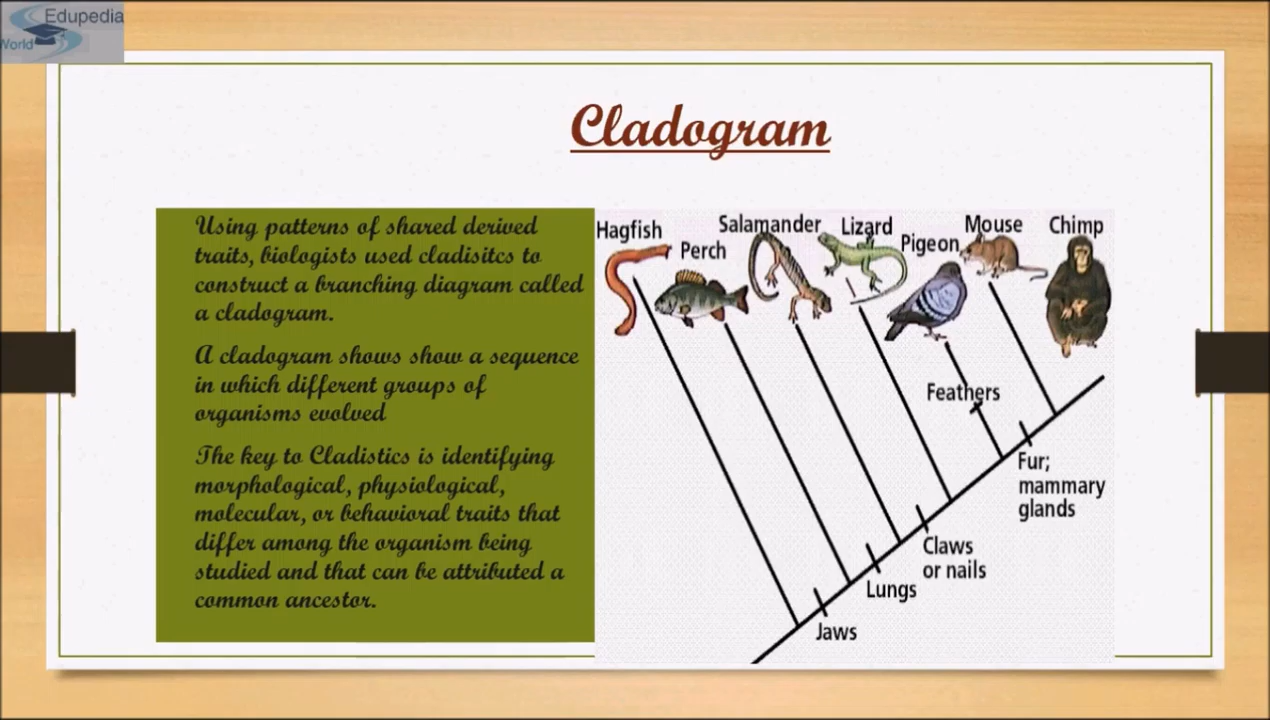 Edupedia
World
Cladogram
Using patterns of shared derived
traits, biologists used cladisitcs to
construct a branching diagram called
a cladogram.
A cladogram shows show a sequence
in which different groups of
organisms evolved
The key to Cladistics is identifying
morphological, physiological,
molecular, or behavioral traits that
differ among the organism being
studied and that can be attributed a
common ancestor.
Hagfish
Perch
Salamander
Lizard
Pigeon
Mouse
Chimp
Feathers
Fur;
mammary
glands
Claws
or nails
Lungs
Jaws